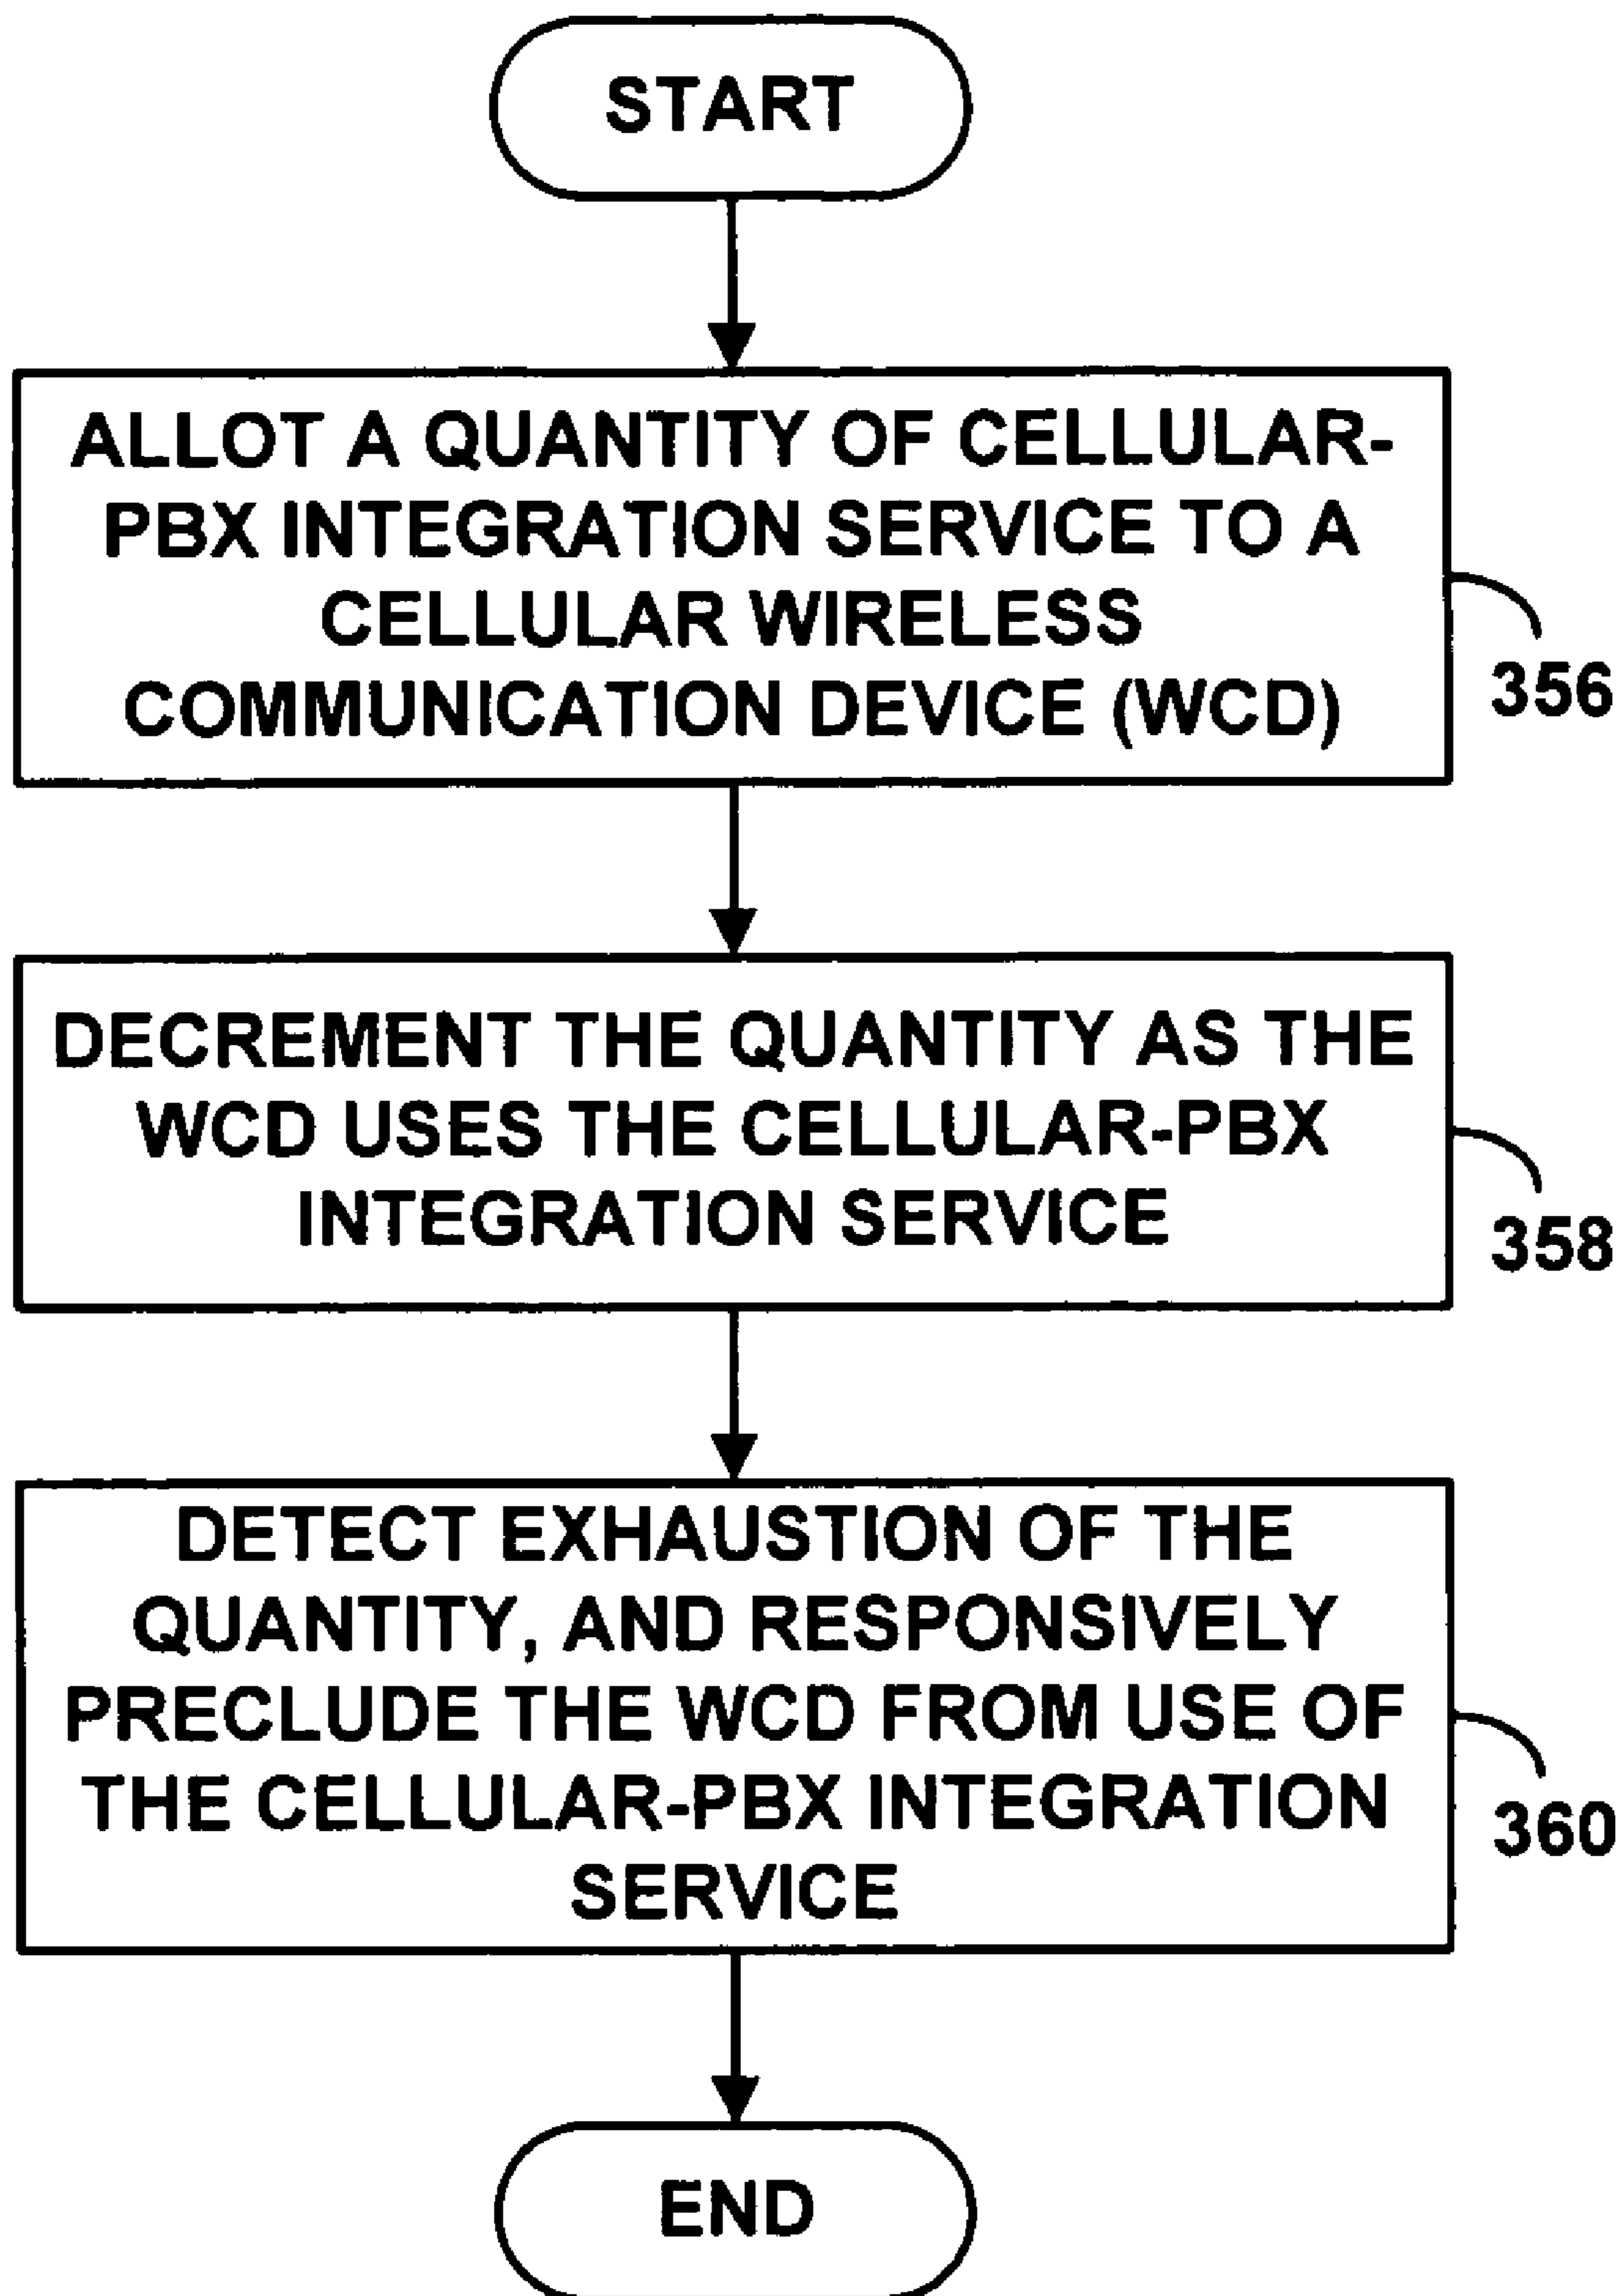 START
ALLOT A QUANTITY OF CELLULAR-
PBX INTEGRATION SERVICE TO A
CELLULAR WIRELESS
COMMUNICATION DEVICE (WCD)
356
DECREMENT THE QUANTITY AS THE
WCD USES THE CELLULAR-PBX
INTEGRATION SERVICE
358
DETECT EXHAUSTION OF THE
QUANTITY, AND RESPONSIVELY
PRECLUDE THE WCD FROM USE OF
THE CELLULAR-PBX INTEGRATION
SERVICE
360
END